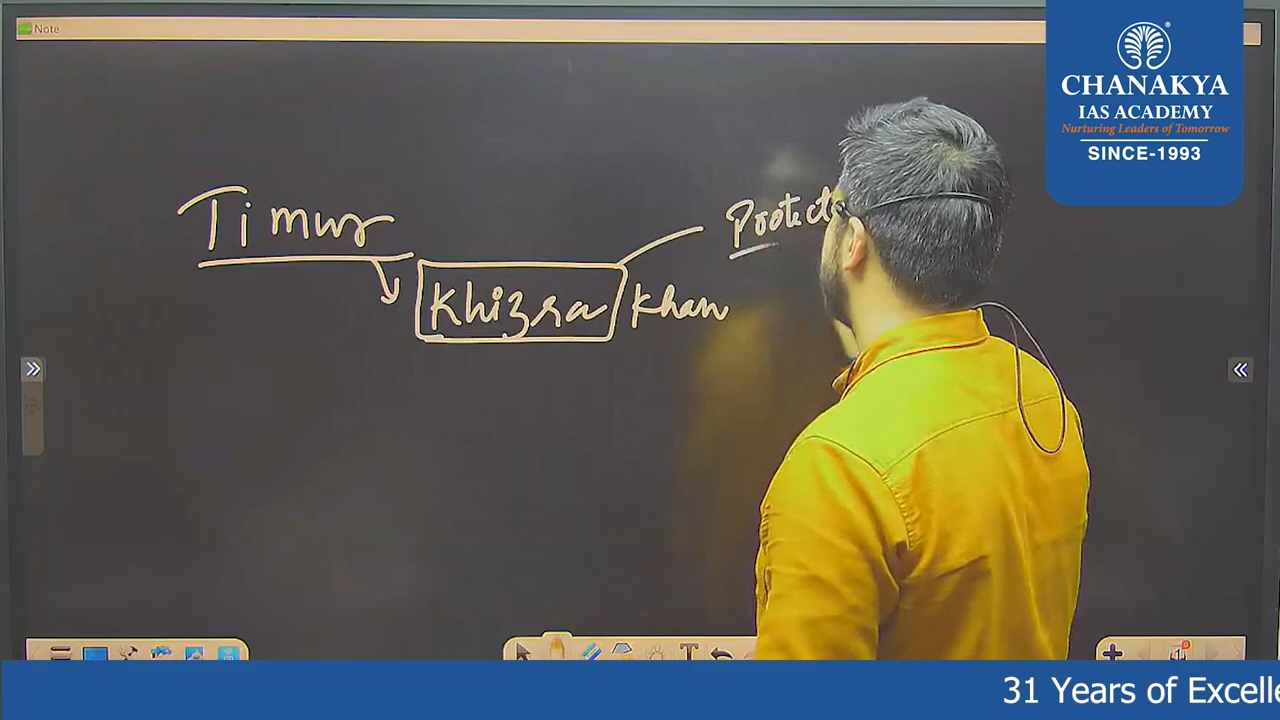 Note
CHANAKYA
IAS ACADEMY
Nurturing Leaders of Tomorrow
SINCE-1993
Timur
Protect
Khizra Khan
31 Years of Excelle